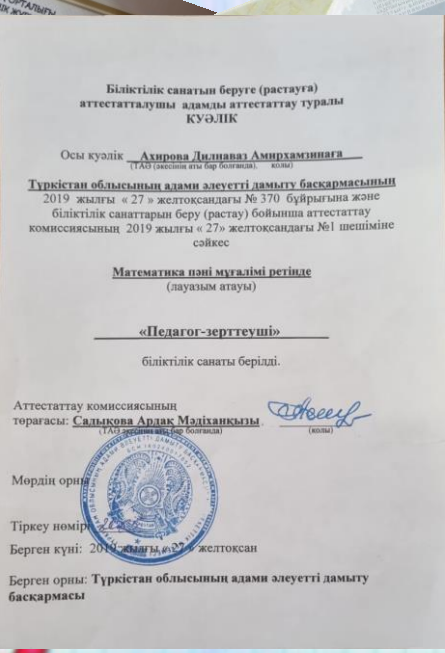 Біліктілік санатын беруге (растауға)
аттестатталушы адамды аттестаттау туралы
КУӘЛІК
Осы куәлік Ахирова Дилнаваз Амирхамзинаға
(ТАӘ (әкесінің аты бар болғанда), қолы)
Түркістан облысының адами әлеуетті дамыту басқармасының
2019 жылғы « 27 » желтоқсандағы № 370 бұйрығына және
біліктілік санаттарын беру (растау) бойынша аттестаттау
комиссиясының 2019 жылғы « 27» желтоқсандағы №1 шешіміне
сәйкес
Математика пәні мұғалімі ретінде
(лауазым атауы)
«Педагог-зерттеуші»
біліктілік санаты берілді.
Аттестаттау комиссиясының
төрағасы: Салықова Ардақ Мәдіханқызы.
(ТАӘ әкесінің аты бар болғанда) (қолы)
Мөрдің орны
Тіркеу нөмірі
Берген күні: 2019 жылғы « 27 » желтоқсан
Берген орны: Түркістан облысының адами әлеуетті дамыту
басқармасы